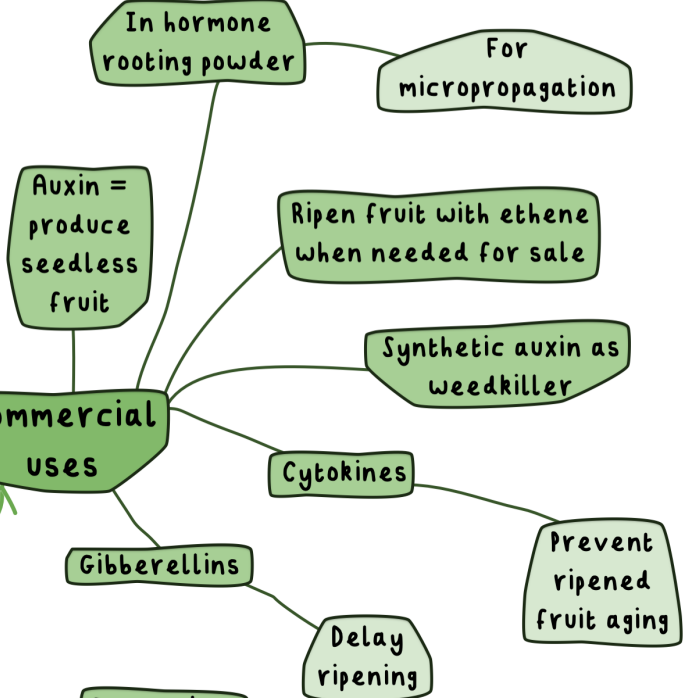 In hormone
rooting powder
For
micropropagation
Auxin =
produce
seedless
fruit
Ripen fruit with ethene
when needed for sale
Synthetic auxin as
weedkiller
ommercial
uses
Cytokines
Prevent
ripened
fruit aging
Gibberellins
Delay
ripening